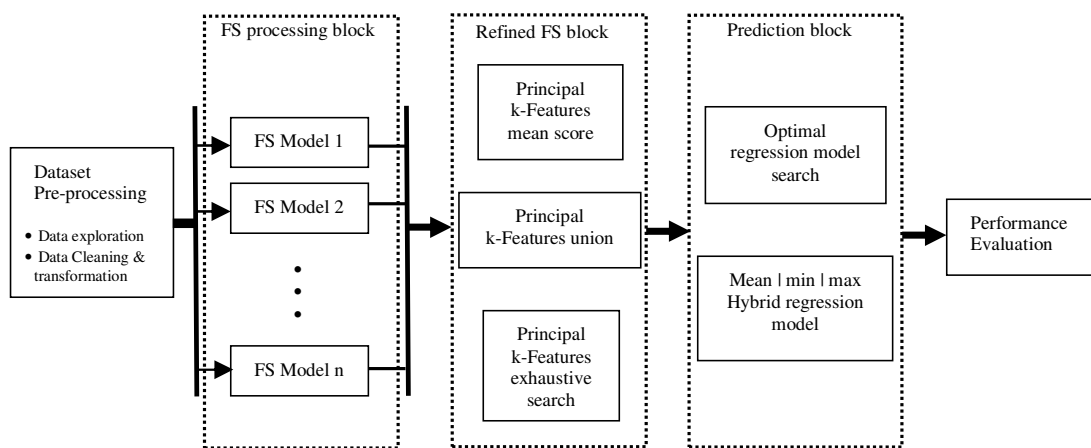 FS processing block
Refined FS block
Prediction block
Dataset
Pre-processing
• Data exploration
• Data Cleaning &
transformation
FS Model 1
FS Model 2
FS Model n
Principal
k-Features
mean score
Principal
k-Features union
Principal
k-Features
exhaustive
search
Optimal
regression model
search
Mean | min | max
Hybrid regression
model
Performance
Evaluation